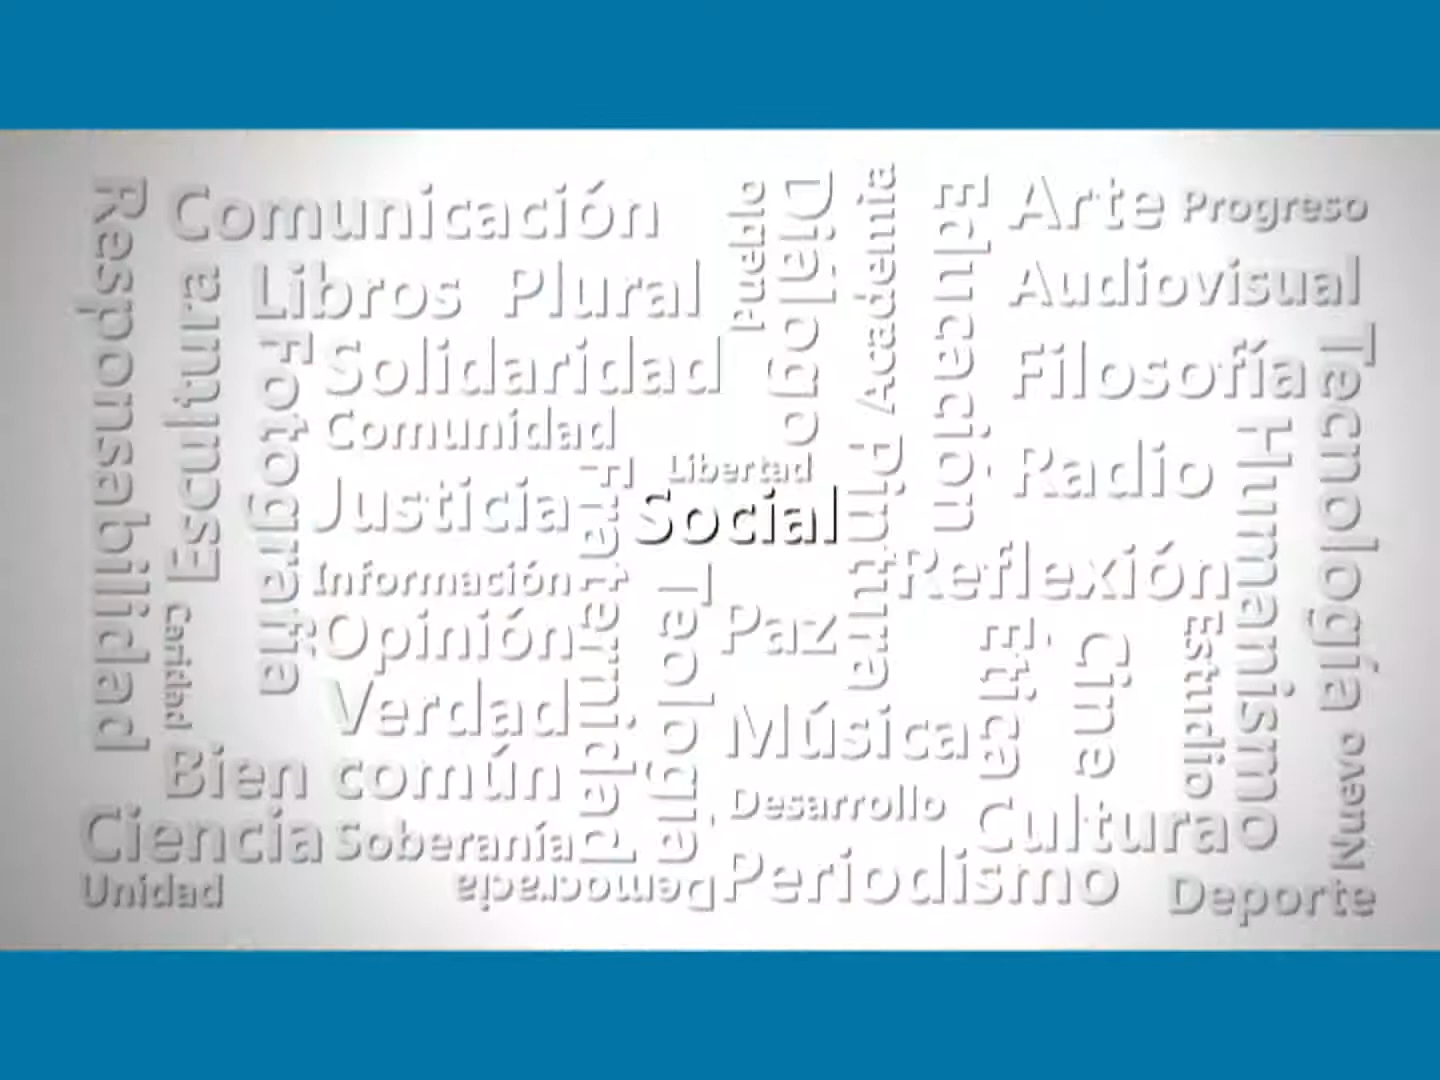 Responsabilidad
Comunicación
Pueblo
Dialogo
Academia
Educación
Arte
Progreso
Escultura
Libros
Plural
Audiovisual
Fotografía
Solidaridad
Filosofía
Tecnología
Comunidad
Libertad
Pintura
Radio
Humanismo
Justicia
Fraternidad
Social
Información
Teología
Reflexión
Caridad
Opinión
Paz
Ética
Cine
Estudio
Verdad
Música
Nuevo
Bien común
Desarrollo
Cultura
Ciencia
Soberanía
Unidad
Democracia
Periodismo
Deporte